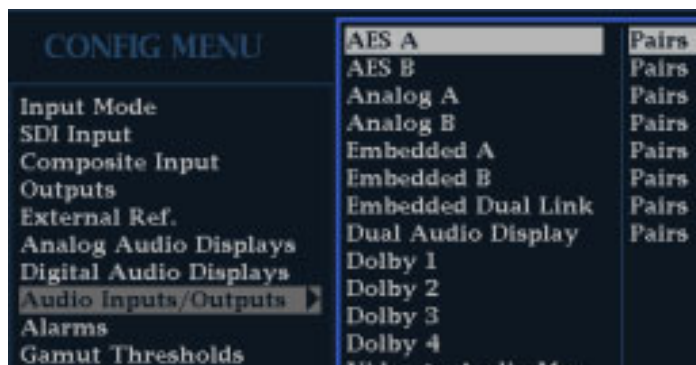 CONFIG MENU
Input Mode
SDI Input
Composite Input
Outputs
External Ref.
Analog Audio Displays
Digital Audio Displays
Audio Inputs/Outputs
Alarms
Gamut Thresholds
AES A
AES B
Analog A
Analog B
Embedded A
Embedded B
Embedded Dual Link
Dual Audio Display
Dolby 1
Dolby 2
Dolby 3
Dolby 4
Pairs
Pairs
Pairs
Pairs
Pairs
Pairs
Pairs
Pairs